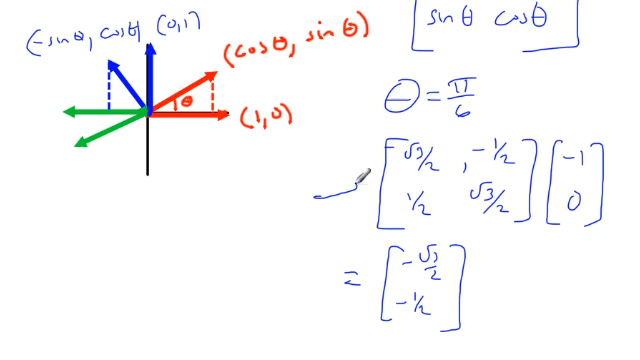 (-sinθ, cosθ) (0,1)
(cosθ, sinθ)
θ
(1,0)
sinθ cosθ
θ = π/6
[-√3/2, -1/2] [-1]
[1/2 √3/2] [0]
= [-√3/2]
[-1/2]